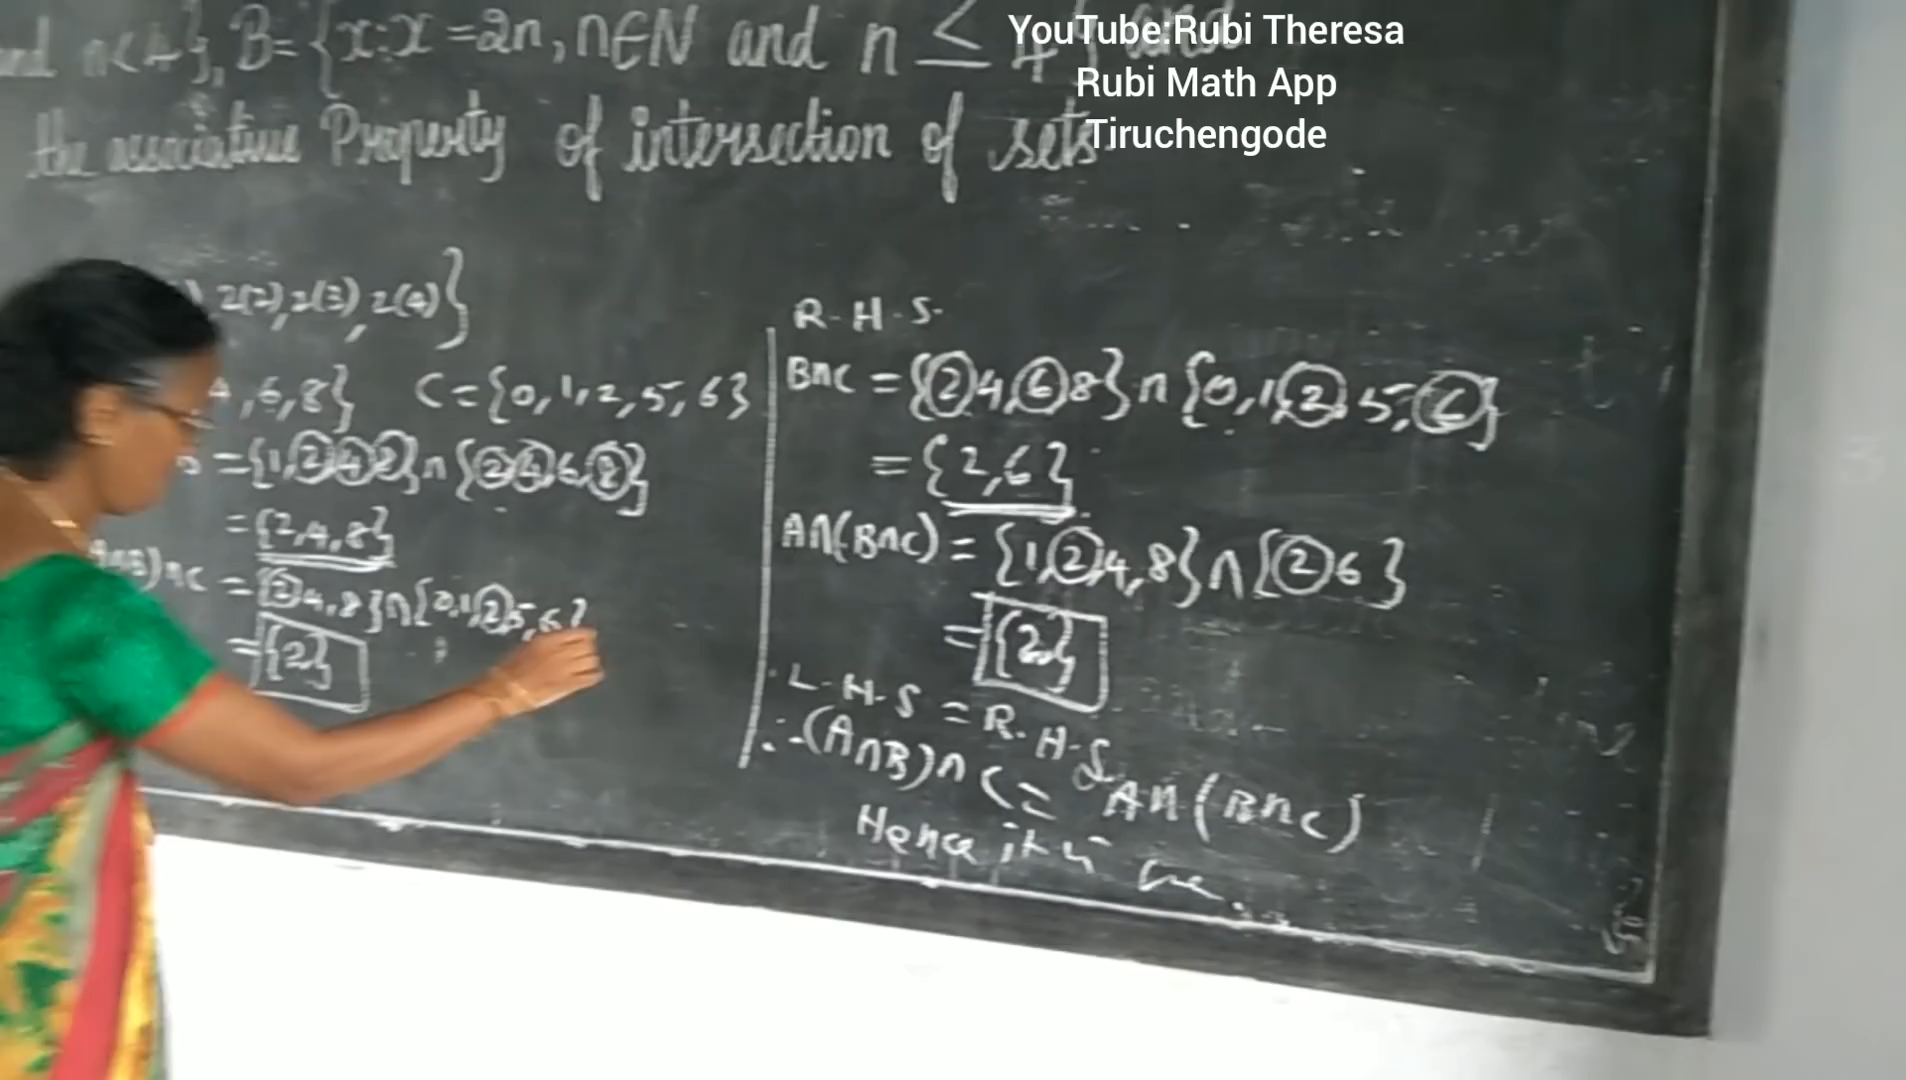 YouTube:Rubi Theresa
Rubi Math App
Tiruchengode
n<4}, B={x:x=2n, n∈N and n ≤ 4} and
the associative Property of intersection of sets
2(2), 2(3), 2(4)}
,6,8} C={0,1,2,5,6}
={1,2,4,8}∩{2,4,6,8}
={2,4,8}
∩B)∩C ={2,4,8}∩{0,1,2,5,6}
={2}
R.H.S.
B∩C ={2,4,6,8}∩{0,1,2,5,6}
={2,6}
A∩(B∩C) ={1,2,4,8}∩{2,6}
={2}
L.H.S = R.H.S
∴(A∩B)∩C = A∩(B∩C)
Hence it is